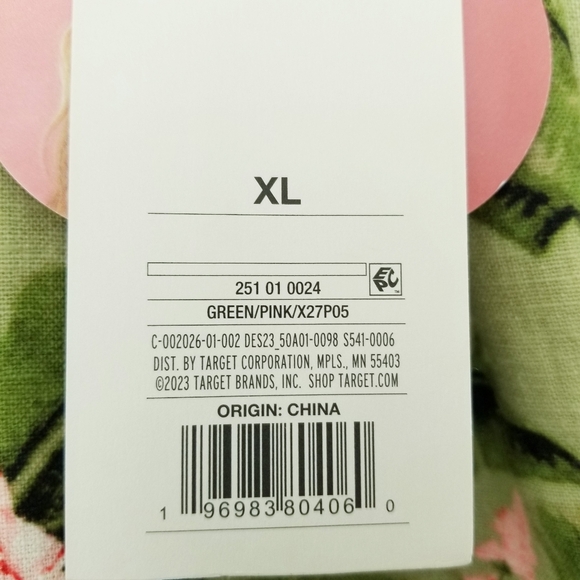 XL
EPC™
251 01 0024
GREEN/PINK/X27P05
C-002026-01-002 DES23_50A01-0098 S541-0006
DIST. BY TARGET CORPORATION, MPLS., MN 55403
©2023 TARGET BRANDS, INC. SHOP TARGET.COM
ORIGIN: CHINA
1 96983 80406 0